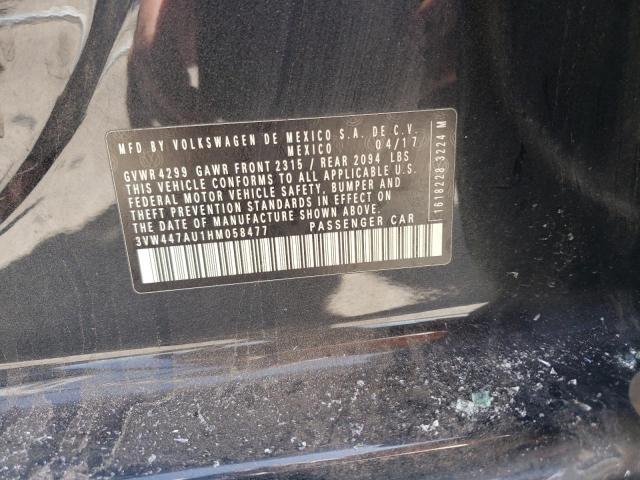 MFD BY VOLKSWAGEN DE MEXICO S.A. DE C.V.
MEXICO 04/17
GVWR4299 GAWR FRONT 2315 / REAR 2094 LBS
THIS VEHICLE CONFORMS TO ALL APPLICABLE U.S.
FEDERAL MOTOR VEHICLE SAFETY, BUMPER AND
THEFT PREVENTION STANDARDS IN EFFECT ON
THE DATE OF MANUFACTURE SHOWN ABOVE.
3VW447AU1HM058477 PASSENGER CAR
1618228-3224 M